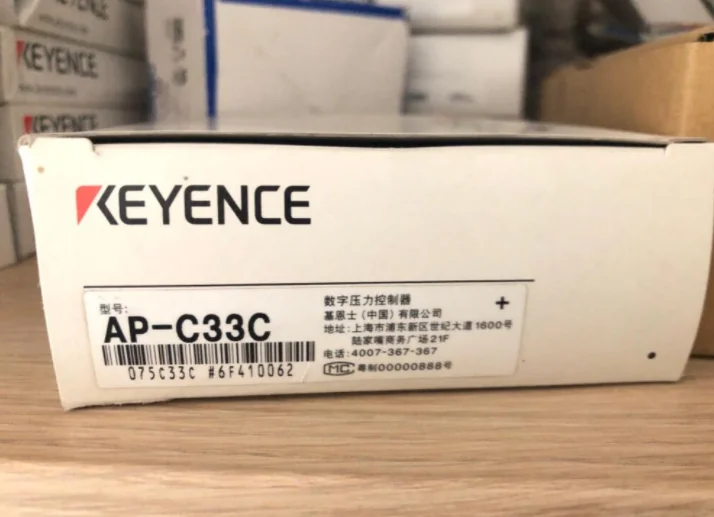 KEYENCE
KEYENCE
KEYENCE
型号:
AP-C33C
075C33C #6F410062
数字压力控制器
基恩士（中国）有限公司
地址:上海市浦东新区世纪大道1600号
陆家嘴商务广场21F
电话:4007-367-367
MC 粤制00000888号